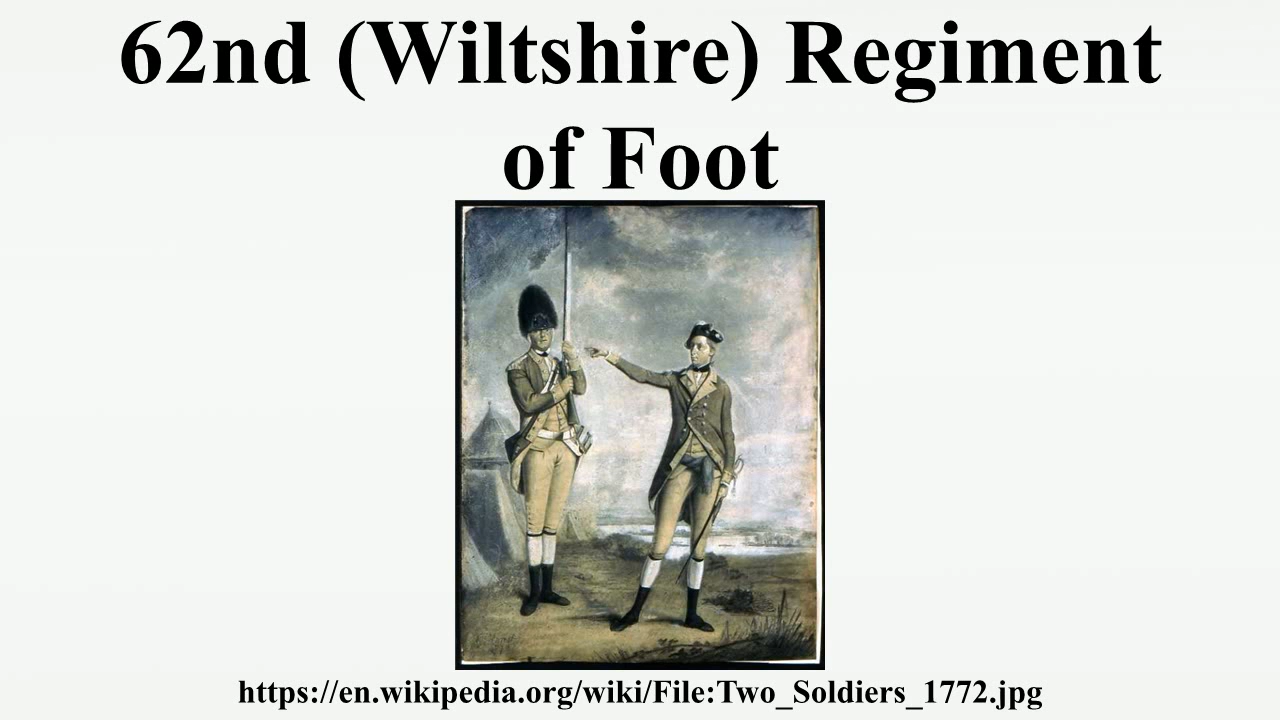 62nd (Wiltshire) Regiment
of Foot
https://en.wikipedia.org/wiki/File:Two_Soldiers_1772.jpg